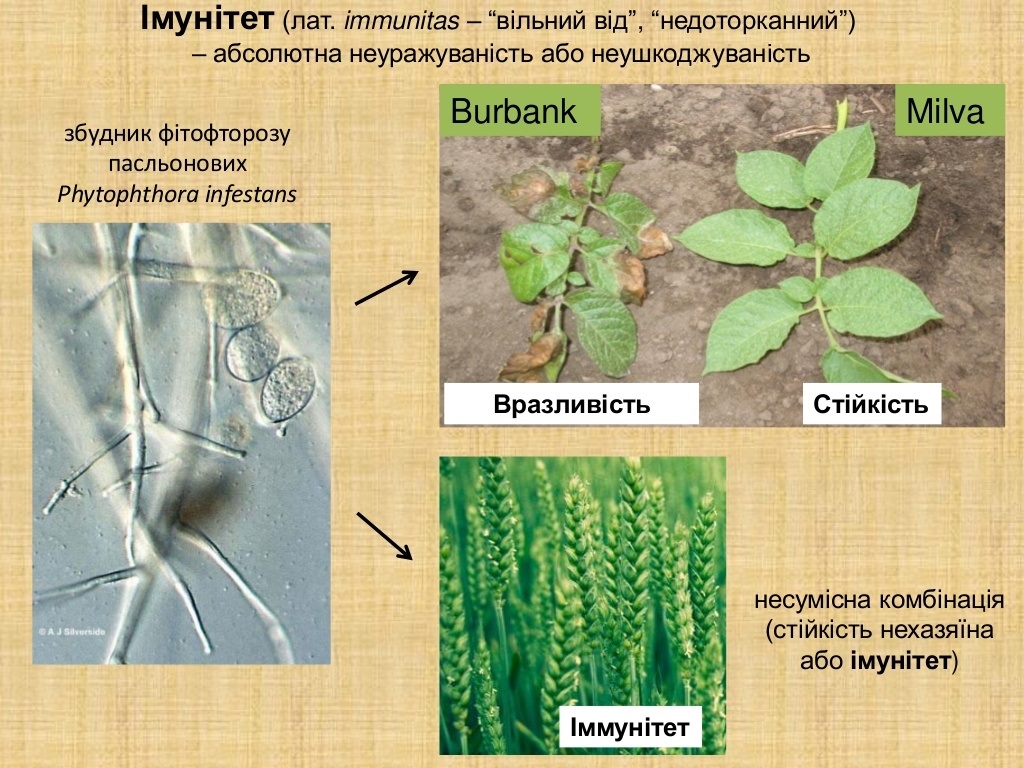 Імунітет (лат. immunitas – “вільний від”, “недоторканний”)
– абсолютна неуражуваність або неушкоджуваність
збудник фітофторозу
пасльонових
Phytophthora infestans
© A J Silverside
Burbank
Milva
Вразливість
Стійкість
Іммунітет
несумісна комбінація
(стійкість нехазяїна
або імунітет)